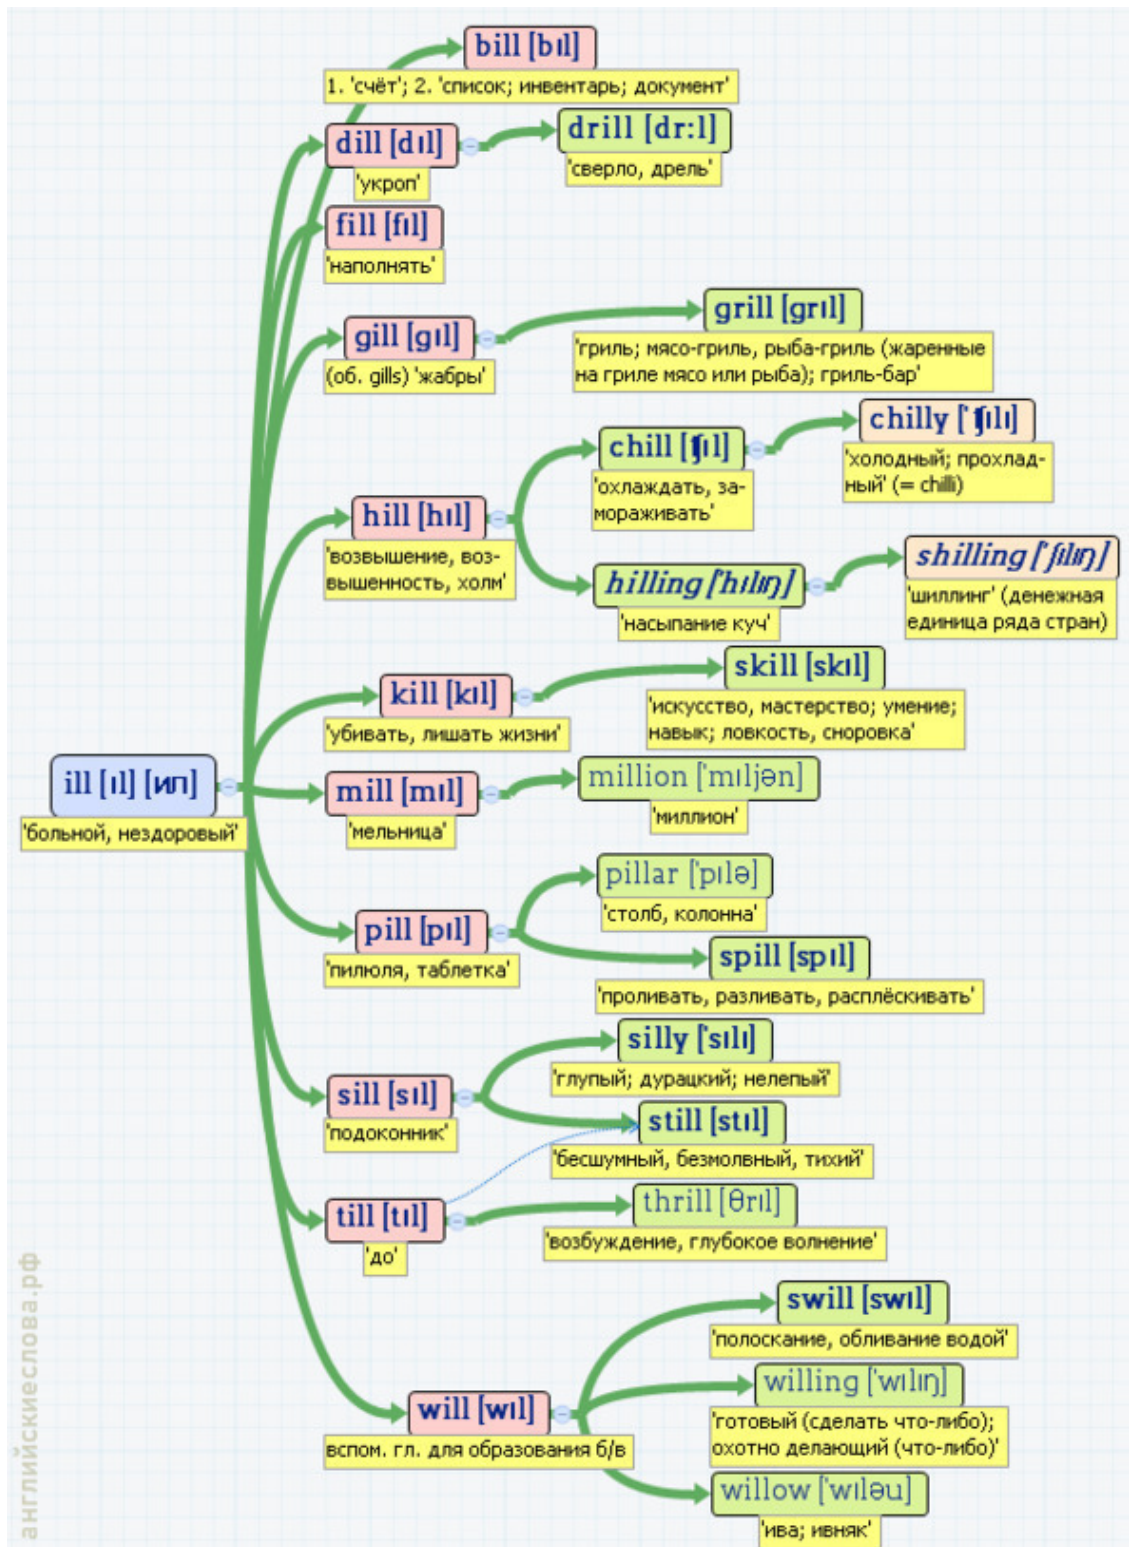 bill [bɪl]
1. 'счёт'; 2. 'список; инвентарь; документ'
dill [dɪl]
'укроп'
drill [dr:l]
'сверло, дрель'
fill [fɪl]
'наполнять'
gill [gɪl]
(об. gills) 'жабры'
grill [grɪl]
'гриль; мясо-гриль, рыба-гриль (жаренные
на гриле мясо или рыба); гриль-бар'
hill [hɪl]
'возвышение, воз-
вышенность, холм'
chill [ʧɪl]
'охлаждать, за-
мораживать'
chilly ['ʧɪlɪ]
'холодный; прохлад-
ный' (= chilli)
hilling ['hɪlɪŋ]
'насыпание куч'
shilling ['ʃɪlɪŋ]
'шиллинг' (денежная
единица ряда стран)
kill [kɪl]
'убивать, лишать жизни'
skill [skɪl]
'искусство, мастерство; умение;
навык; ловкость, сноровка'
ill [ɪl] [ил]
'больной, нездоровый'
mill [mɪl]
'мельница'
million ['mɪljən]
'миллион'
pill [pɪl]
'пилюля, таблетка'
pillar ['pɪlə]
'столб, колонна'
spill [spɪl]
'проливать, разливать, расплёскивать'
sill [sɪl]
'подоконник'
silly ['sɪlɪ]
'глупый; дурацкий; нелепый'
still [stɪl]
'бесшумный, безмолвный, тихий'
till [tɪl]
'до'
thrill [θrɪl]
'возбуждение, глубокое волнение'
will [wɪl]
вспом. гл. для образования б/в
swill [swɪl]
'полоскание, обливание водой'
willing ['wɪlɪŋ]
'готовый (сделать что-либо);
охотно делающий (что-либо)'
willow ['wɪləu]
'ива; ивняк'
английскиеслова.рф